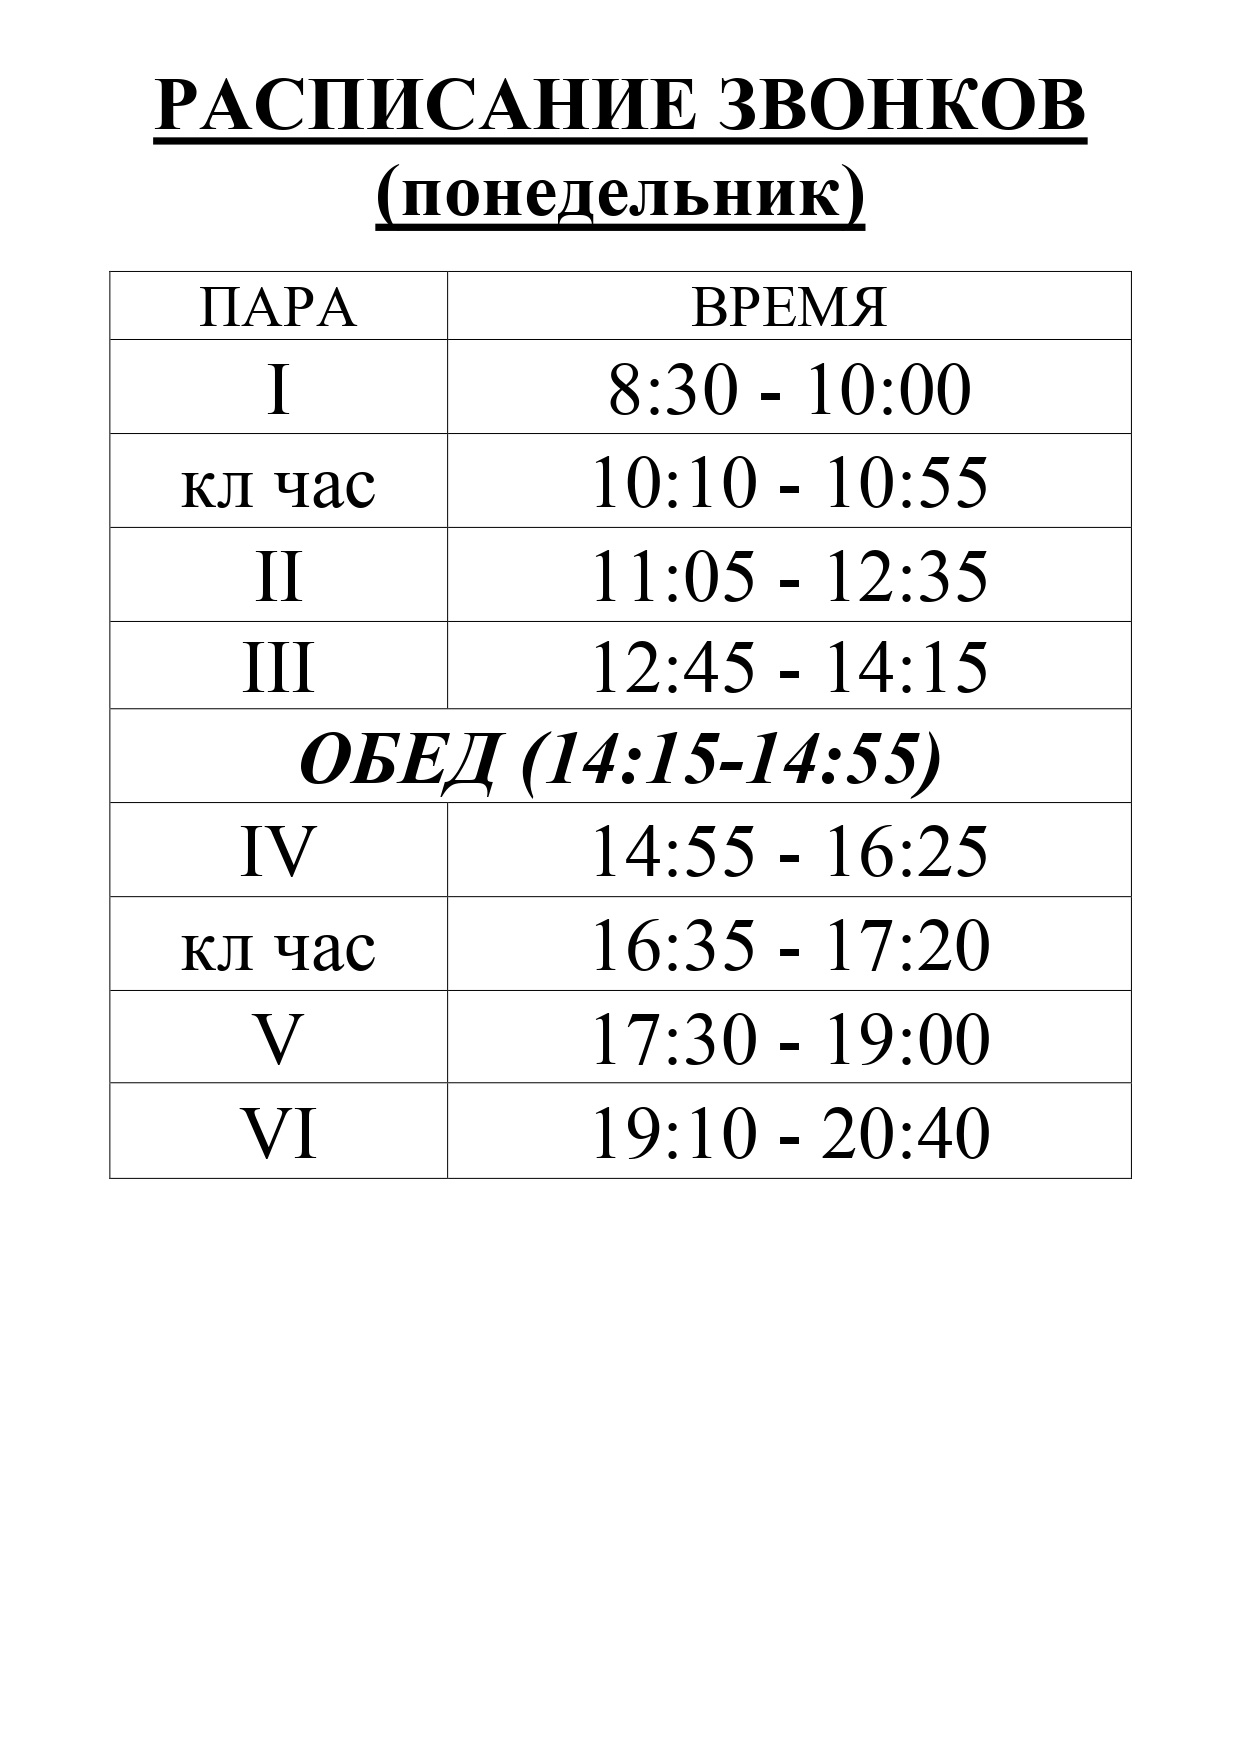 РАСПИСАНИЕ ЗВОНКОВ
(понедельник)
ПАРА ВРЕМЯ
I 8:30 - 10:00
кл час 10:10 - 10:55
II 11:05 - 12:35
III 12:45 - 14:15
ОБЕД (14:15-14:55)
IV 14:55 - 16:25
кл час 16:35 - 17:20
V 17:30 - 19:00
VI 19:10 - 20:40